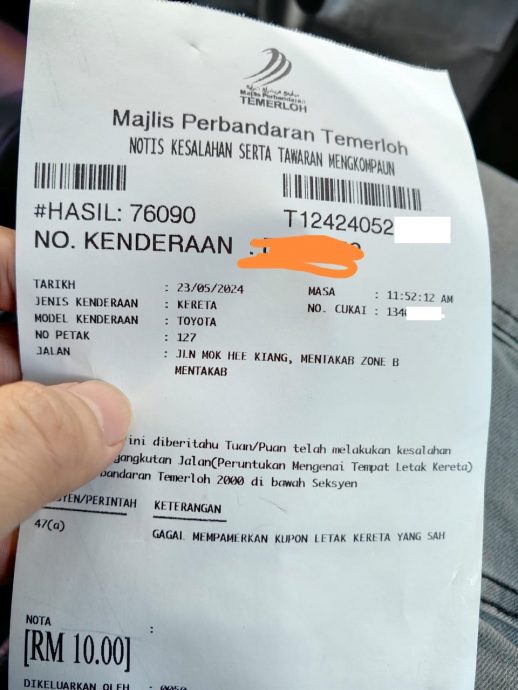 Majlis Perbandaran
TEMERLOH
Majlis Perbandaran Temerloh
NOTIS KESALAHAN SERTA TAWARAN MENGKOMPAUN
#HASIL: 76090
T12424052
NO. KENDERAAN :
TARIKH : 23/05/2024
MASA : 11:52:12 AM
JENIS KENDERAAN : KERETA
NO. CUKAI : 134
MODEL KENDERAAN : TOYOTA
NO PETAK : 127
JALAN : JLN MOK HEE KIANG, MENTAKAB ZONE B
MENTAKAB
ini diberitahu Tuan/Puan telah melakukan kesalahan
gangkutan Jalan(Peruntukan Mengenai Tempat Letak Kereta)
bandaran Temerloh 2000 di bawah Seksyen
YEN/PERINTAH KETERANGAN
47(a) GAGAL MEMPAMERKAN KUPON LETAK KERETA YANG SAH
NOTA :
[RM 10.00]
DIKELUARKAN OLEH : 0050